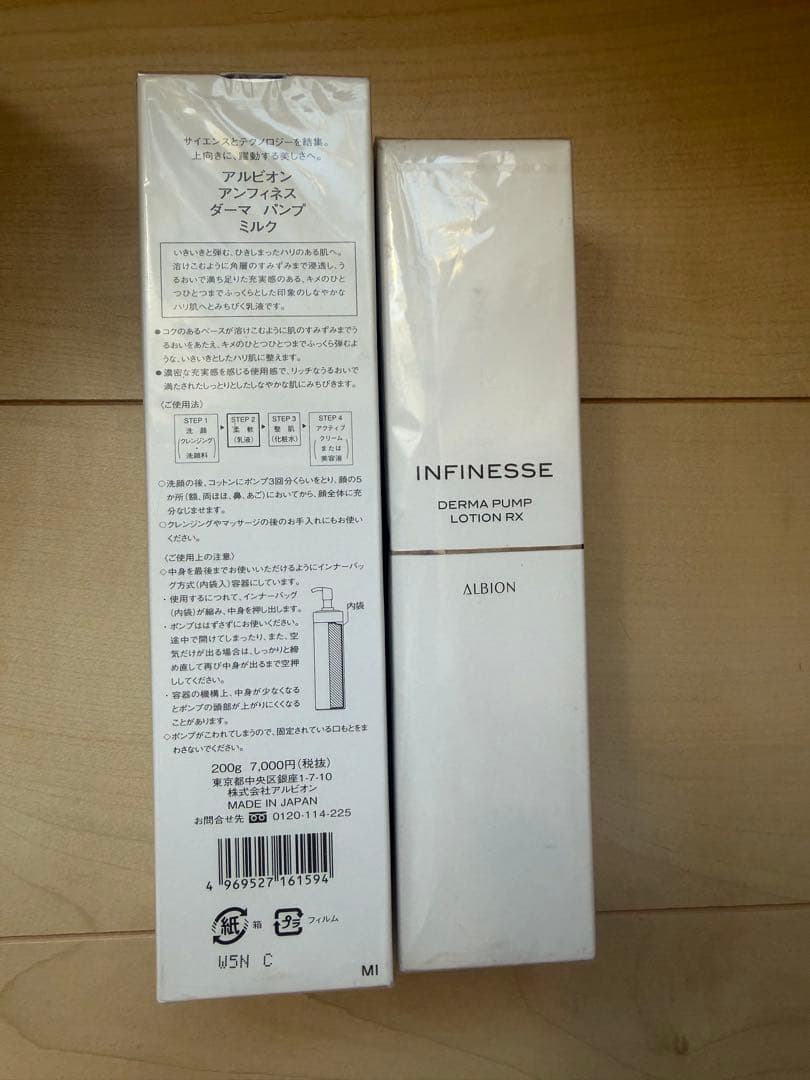 サイエンスとテクノロジーを結集。
上向きに、躍動する美しさへ。
アルビオン
アンフィネス
ダーマ パンプ
ミルク
いきいきと弾む、ひきしまったハリのある肌へ。
溶けこむように角層のすみずみまで浸透し、う
るおいで満ち足りた充実感のある、キメのひと
つひとつまでふっくらとした印象のしなやかな
ハリ肌へとみちびく乳液です。
●コクのあるベースが溶けこむように肌のすみずみまでう
るおいをあたえ、キメのひとつひとつまでふっくら弾むよ
うな、いきいきとしたハリ肌に整えます。
●濃密な充実感を感じる使用感で、リッチなうるおいで
満たされたしっとりとしたしなやかな肌にみちびきます。
〈ご使用法〉
STEP 1
洗顔
(クレンジング・洗顔料)
STEP 2
柔軟
(乳液)
STEP 3
整肌
(化粧水)
STEP 4
アクティブ
クリーム
または
美容液
○洗顔の後、コットンにポンプ3回分くらいをとり、顔の5
か所(額、両ほほ、鼻、あご)においてから、顔全体に充
分なじませます。
○クレンジングやマッサージの後のお手入れにもお使い
ください。
〈ご使用上の注意〉
◇中身を最後までお使いいただけるようにインナーバッ
グ方式(内袋入)容器にしています。
・使用するにつれて、インナーバッグ
(内袋)が縮み、中身を押し出します。
・ポンプははずさずにお使いください。
途中で開けてしまったり、また、空
気だけが出る場合は、しっかりと締
め直して再び中身が出るまで空押
ししてください。
・容器の機構上、中身が少なくなる
とポンプの頭部が上がりにくくなる
ことがあります。
内袋
◇ポンプがこわれてしまうので、固定されている口もとをま
わさないでください。
200g 7,000円(税抜)
東京都中央区銀座1-7-10
株式会社アルビオン
MADE IN JAPAN
お問合せ先 0120-114-225
4 969527 161594
紙 箱 プラ フィルム
W5N C
MI
INFINESSE
DERMA PUMP
LOTION RX
ALBION